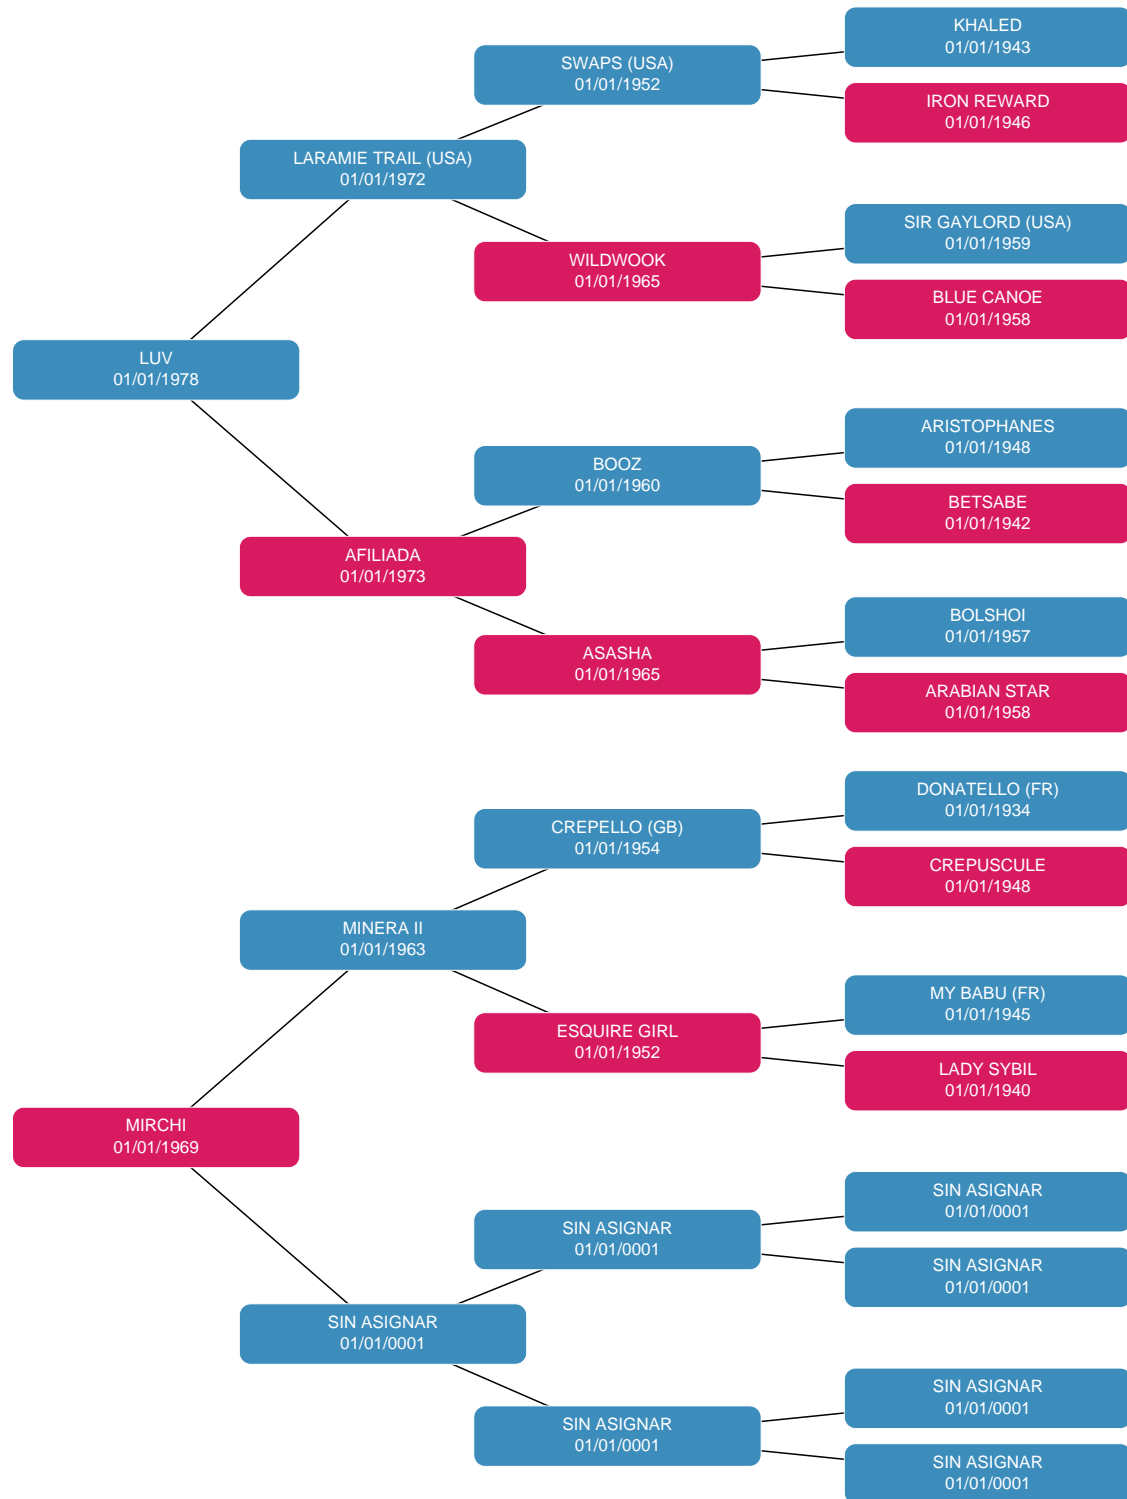 KHALED
01/01/1943
SWAPS (USA)
01/01/1952
IRON REWARD
01/01/1946
LARAMIE TRAIL (USA)
01/01/1972
SIR GAYLORD (USA)
01/01/1959
WILDWOOK
01/01/1965
BLUE CANOE
01/01/1958
LUV
01/01/1978
ARISTOPHANES
01/01/1948
BOOZ
01/01/1960
BETSABE
01/01/1942
AFILIADA
01/01/1973
BOLSHOI
01/01/1957
ASASHA
01/01/1965
ARABIAN STAR
01/01/1958
DONATELLO (FR)
01/01/1934
CREPELLO (GB)
01/01/1954
CREPUSCULE
01/01/1948
MINERA II
01/01/1963
MY BABU (FR)
01/01/1945
ESQUIRE GIRL
01/01/1952
LADY SYBIL
01/01/1940
MIRCHI
01/01/1969
SIN ASIGNAR
01/01/0001
SIN ASIGNAR
01/01/0001
SIN ASIGNAR
01/01/0001
SIN ASIGNAR
01/01/0001
SIN ASIGNAR
01/01/0001
SIN ASIGNAR
01/01/0001
SIN ASIGNAR
01/01/0001